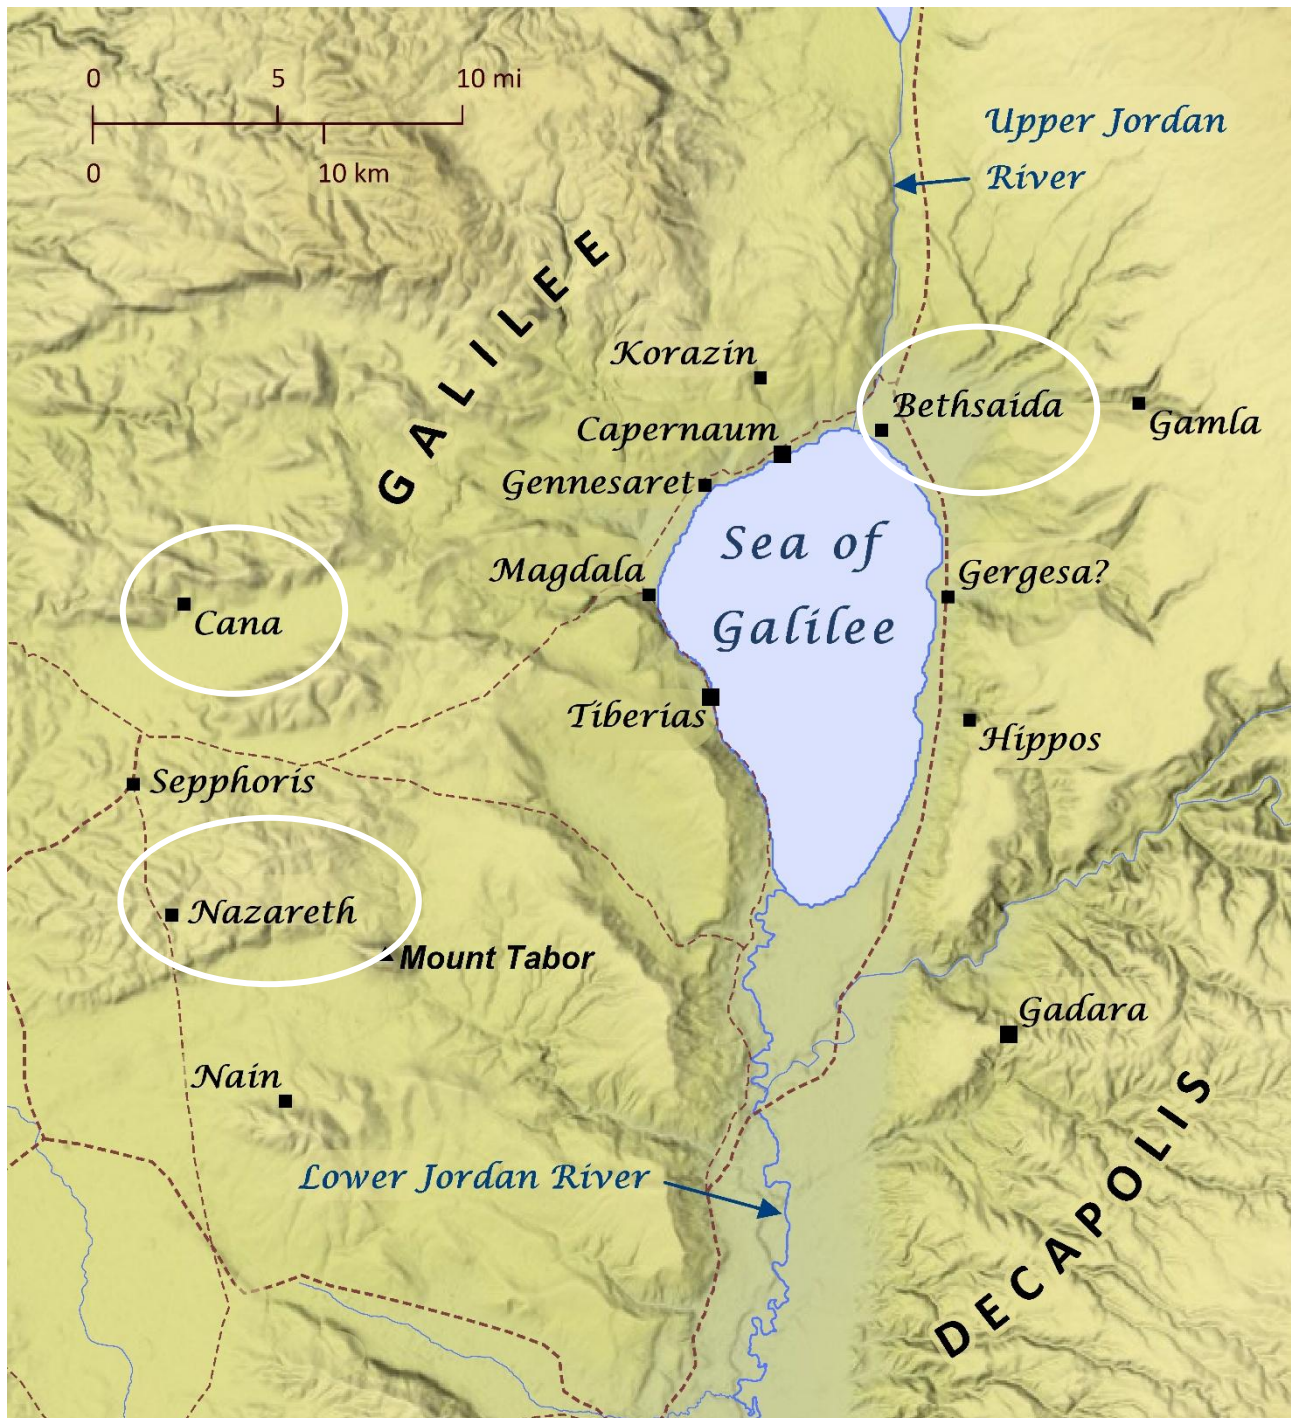 0 5 10 mi
0 10 km
Upper Jordan
River
GALILEE
Korazin
Bethsaida
Gamla
Capernaum
Gennesaret
Sea of
Galilee
Magdala
Gergesa?
Cana
Tiberias
Hippos
Sepphoris
Nazareth
Mount Tabor
Gadara
Nain
Lower Jordan River
DECAPOLIS